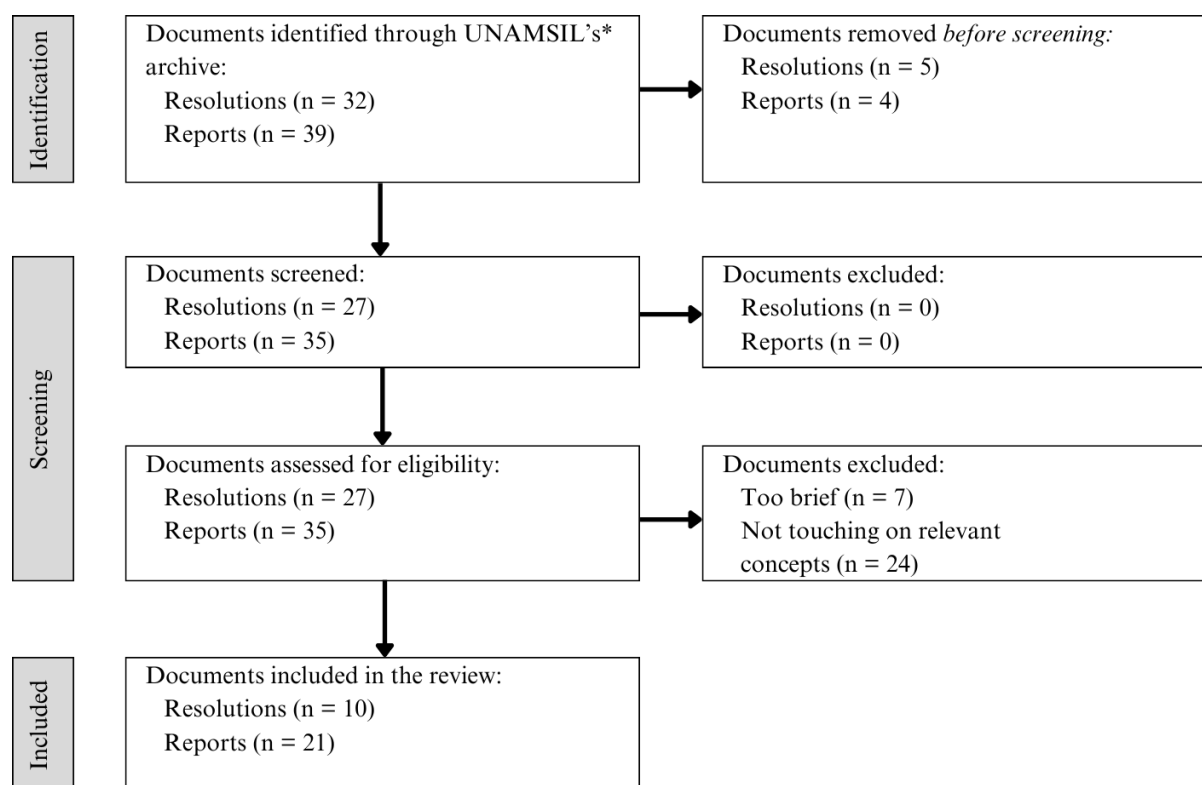 Identification
Documents identified through UNAMSIL's*
archive:
Resolutions (n = 32)
Reports (n = 39)
Documents removed before screening:
Resolutions (n = 5)
Reports (n = 4)
Screening
Documents screened:
Resolutions (n = 27)
Reports (n = 35)
Documents excluded:
Resolutions (n = 0)
Reports (n = 0)
Documents assessed for eligibility:
Resolutions (n = 27)
Reports (n = 35)
Documents excluded:
Too brief (n = 7)
Not touching on relevant
concepts (n = 24)
Included
Documents included in the review:
Resolutions (n = 10)
Reports (n = 21)